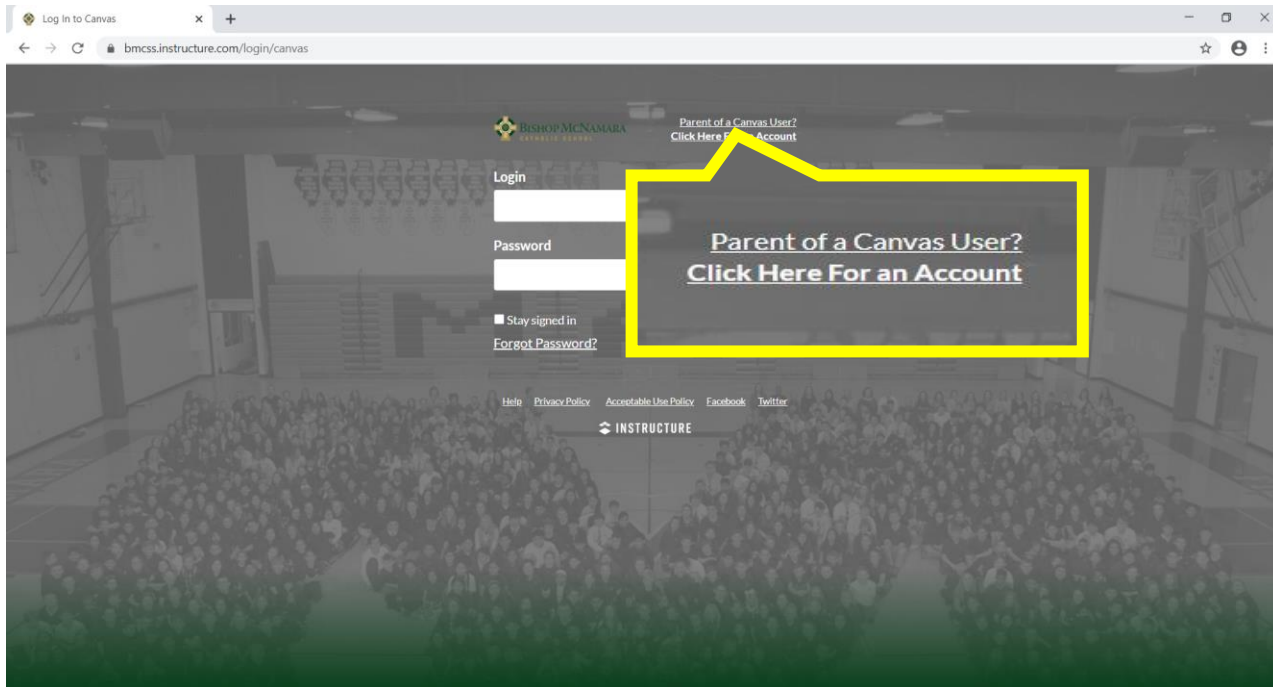 Log In to Canvas
bmcss.instructure.com/login/canvas
BISHOP MCNAMARA
CATHOLIC SCHOOL
Parent of a Canvas User?
Click Here For an Account
Login
Parent of a Canvas User?
Click Here For an Account
Password
Stay signed in
Forgot Password?
Help Privacy Policy Acceptable Use Policy Facebook Twitter
INSTRUCTURE